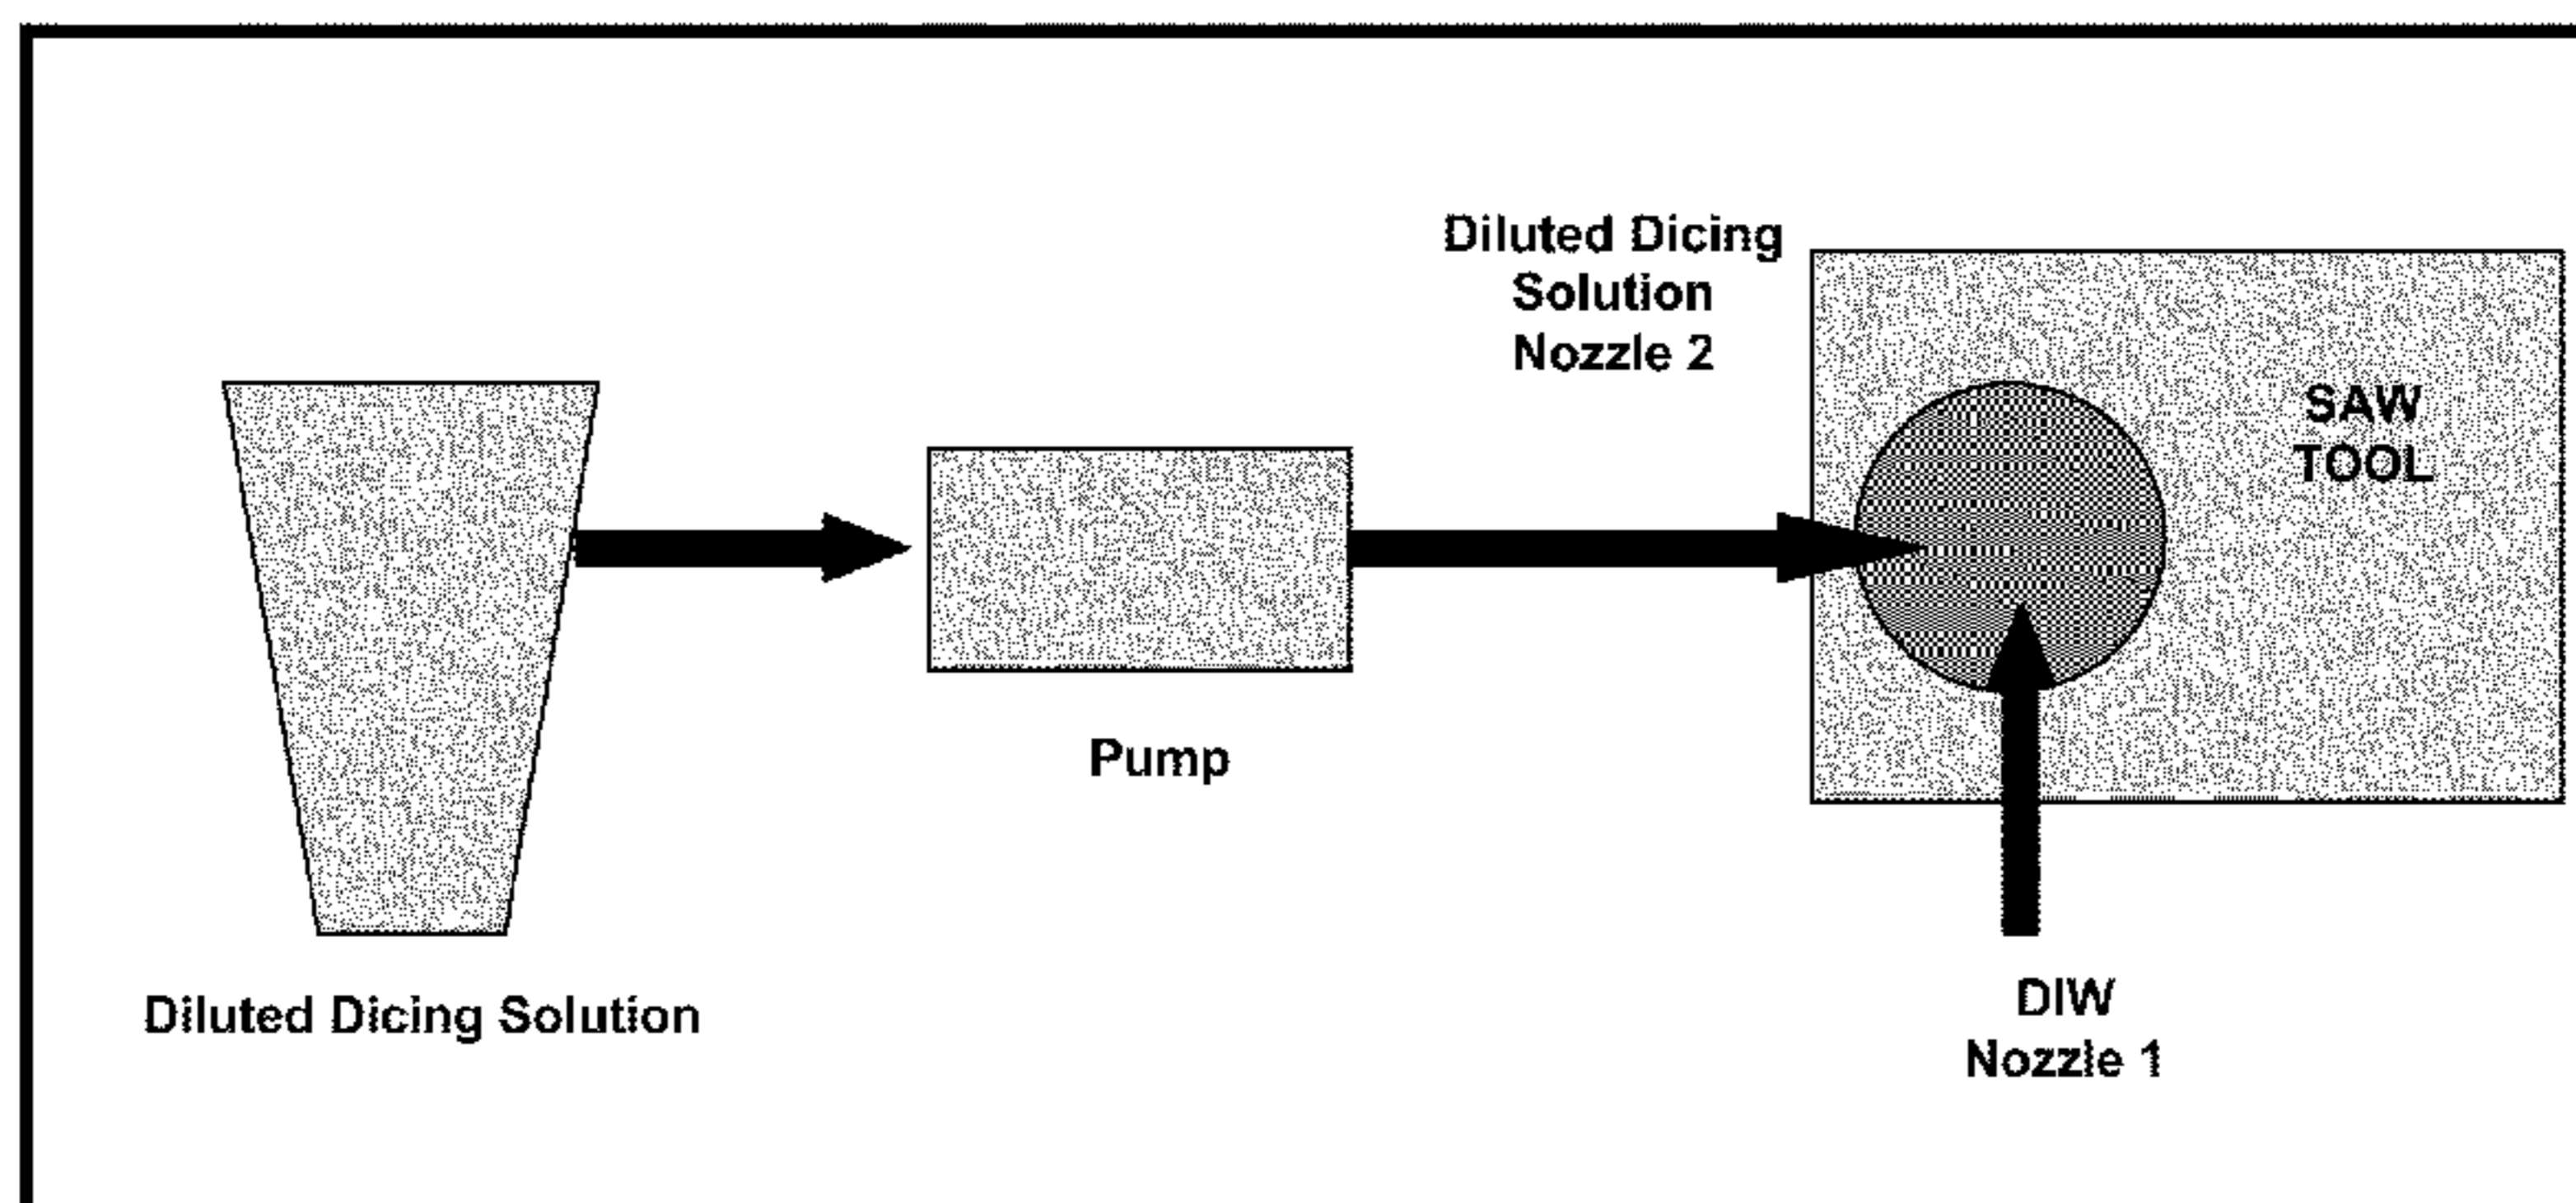 Diluted Dicing
Solution
Nozzle 2
SAW
TOOL
Pump
Diluted Dicing Solution
DIW
Nozzle 1